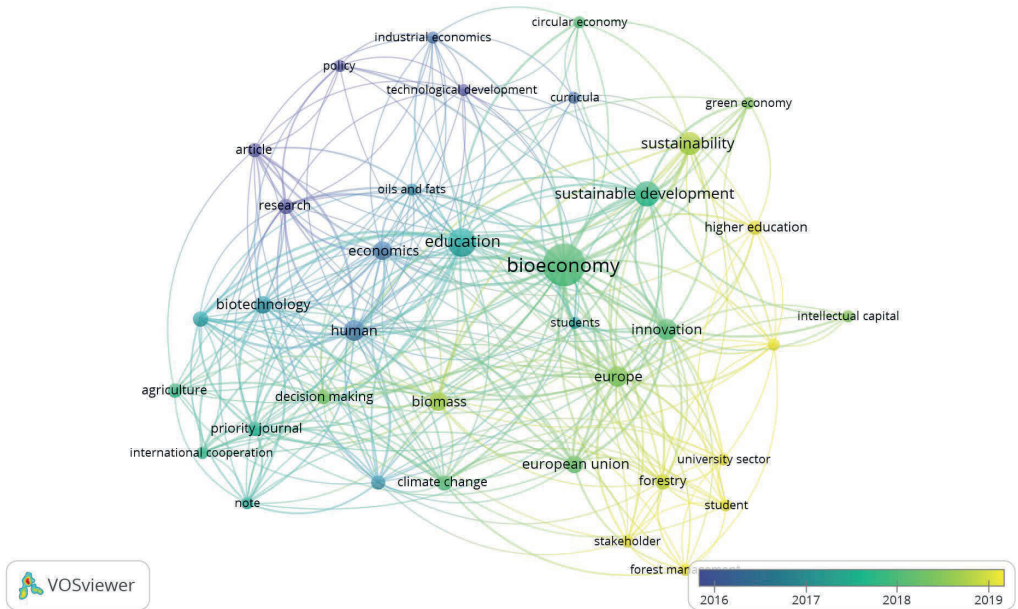 circular economy
industrial economics
policy
technological development
curricula
green economy
sustainability
article
oils and fats
sustainable development
research
higher education
education
economics
bioeconomy
biotechnology
intellectual capital
human
students
innovation
europe
agriculture
decision making
biomass
priority journal
international cooperation
european union
university sector
climate change
forestry
note
student
stakeholder
forest management
VOSviewer
2016 2017 2018 2019